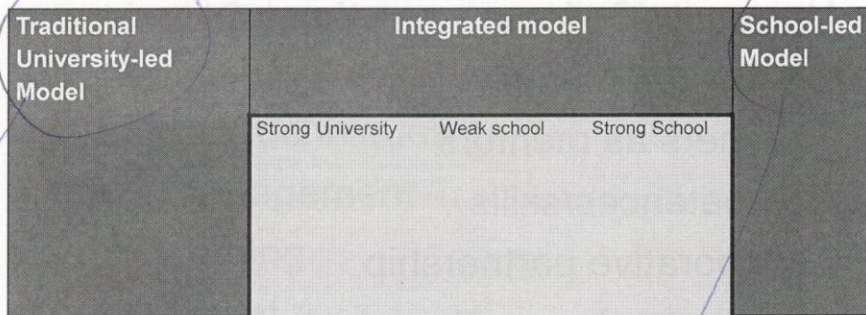 Traditional
University-led
Model
Integrated model
School-led
Model
Strong University Weak school Strong School